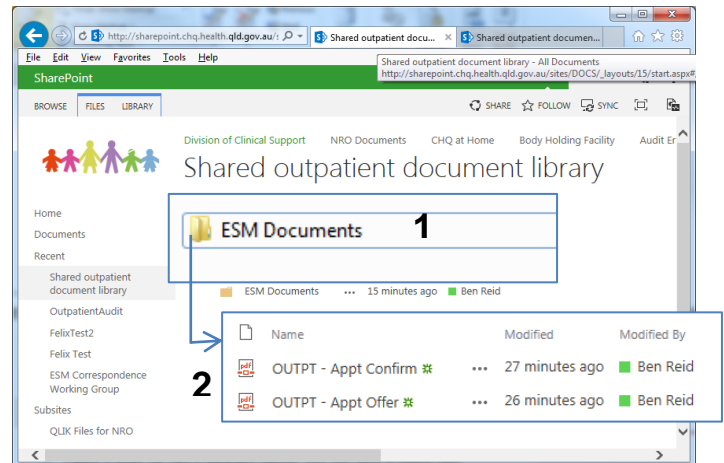 http://sharepoint.chq.health.qld.gov.au/s
Shared outpatient docu...
Shared outpatient documen...
File Edit View Favorites Tools Help
Shared outpatient document library - All Documents
http://sharepoint.chq.health.qld.gov.au/sites/DOCS/_layouts/15/start.aspx#
SharePoint
BROWSE FILES LIBRARY
SHARE FOLLOW SYNC
Division of Clinical Support NRO Documents CHQ at Home Body Holding Facility Audit Er
Shared outpatient document library
Home
Documents
Recent
Shared outpatient
document library
OutpatientAudit
FelixTest2
Felix Test
ESM Correspondence
Working Group
Subsites
QLIK Files for NRO
ESM Documents 1
ESM Documents ... 15 minutes ago Ben Reid
2
Name Modified Modified By
pdf OUTPT - Appt Confirm ... 27 minutes ago Ben Reid
pdf OUTPT - Appt Offer ... 26 minutes ago Ben Reid